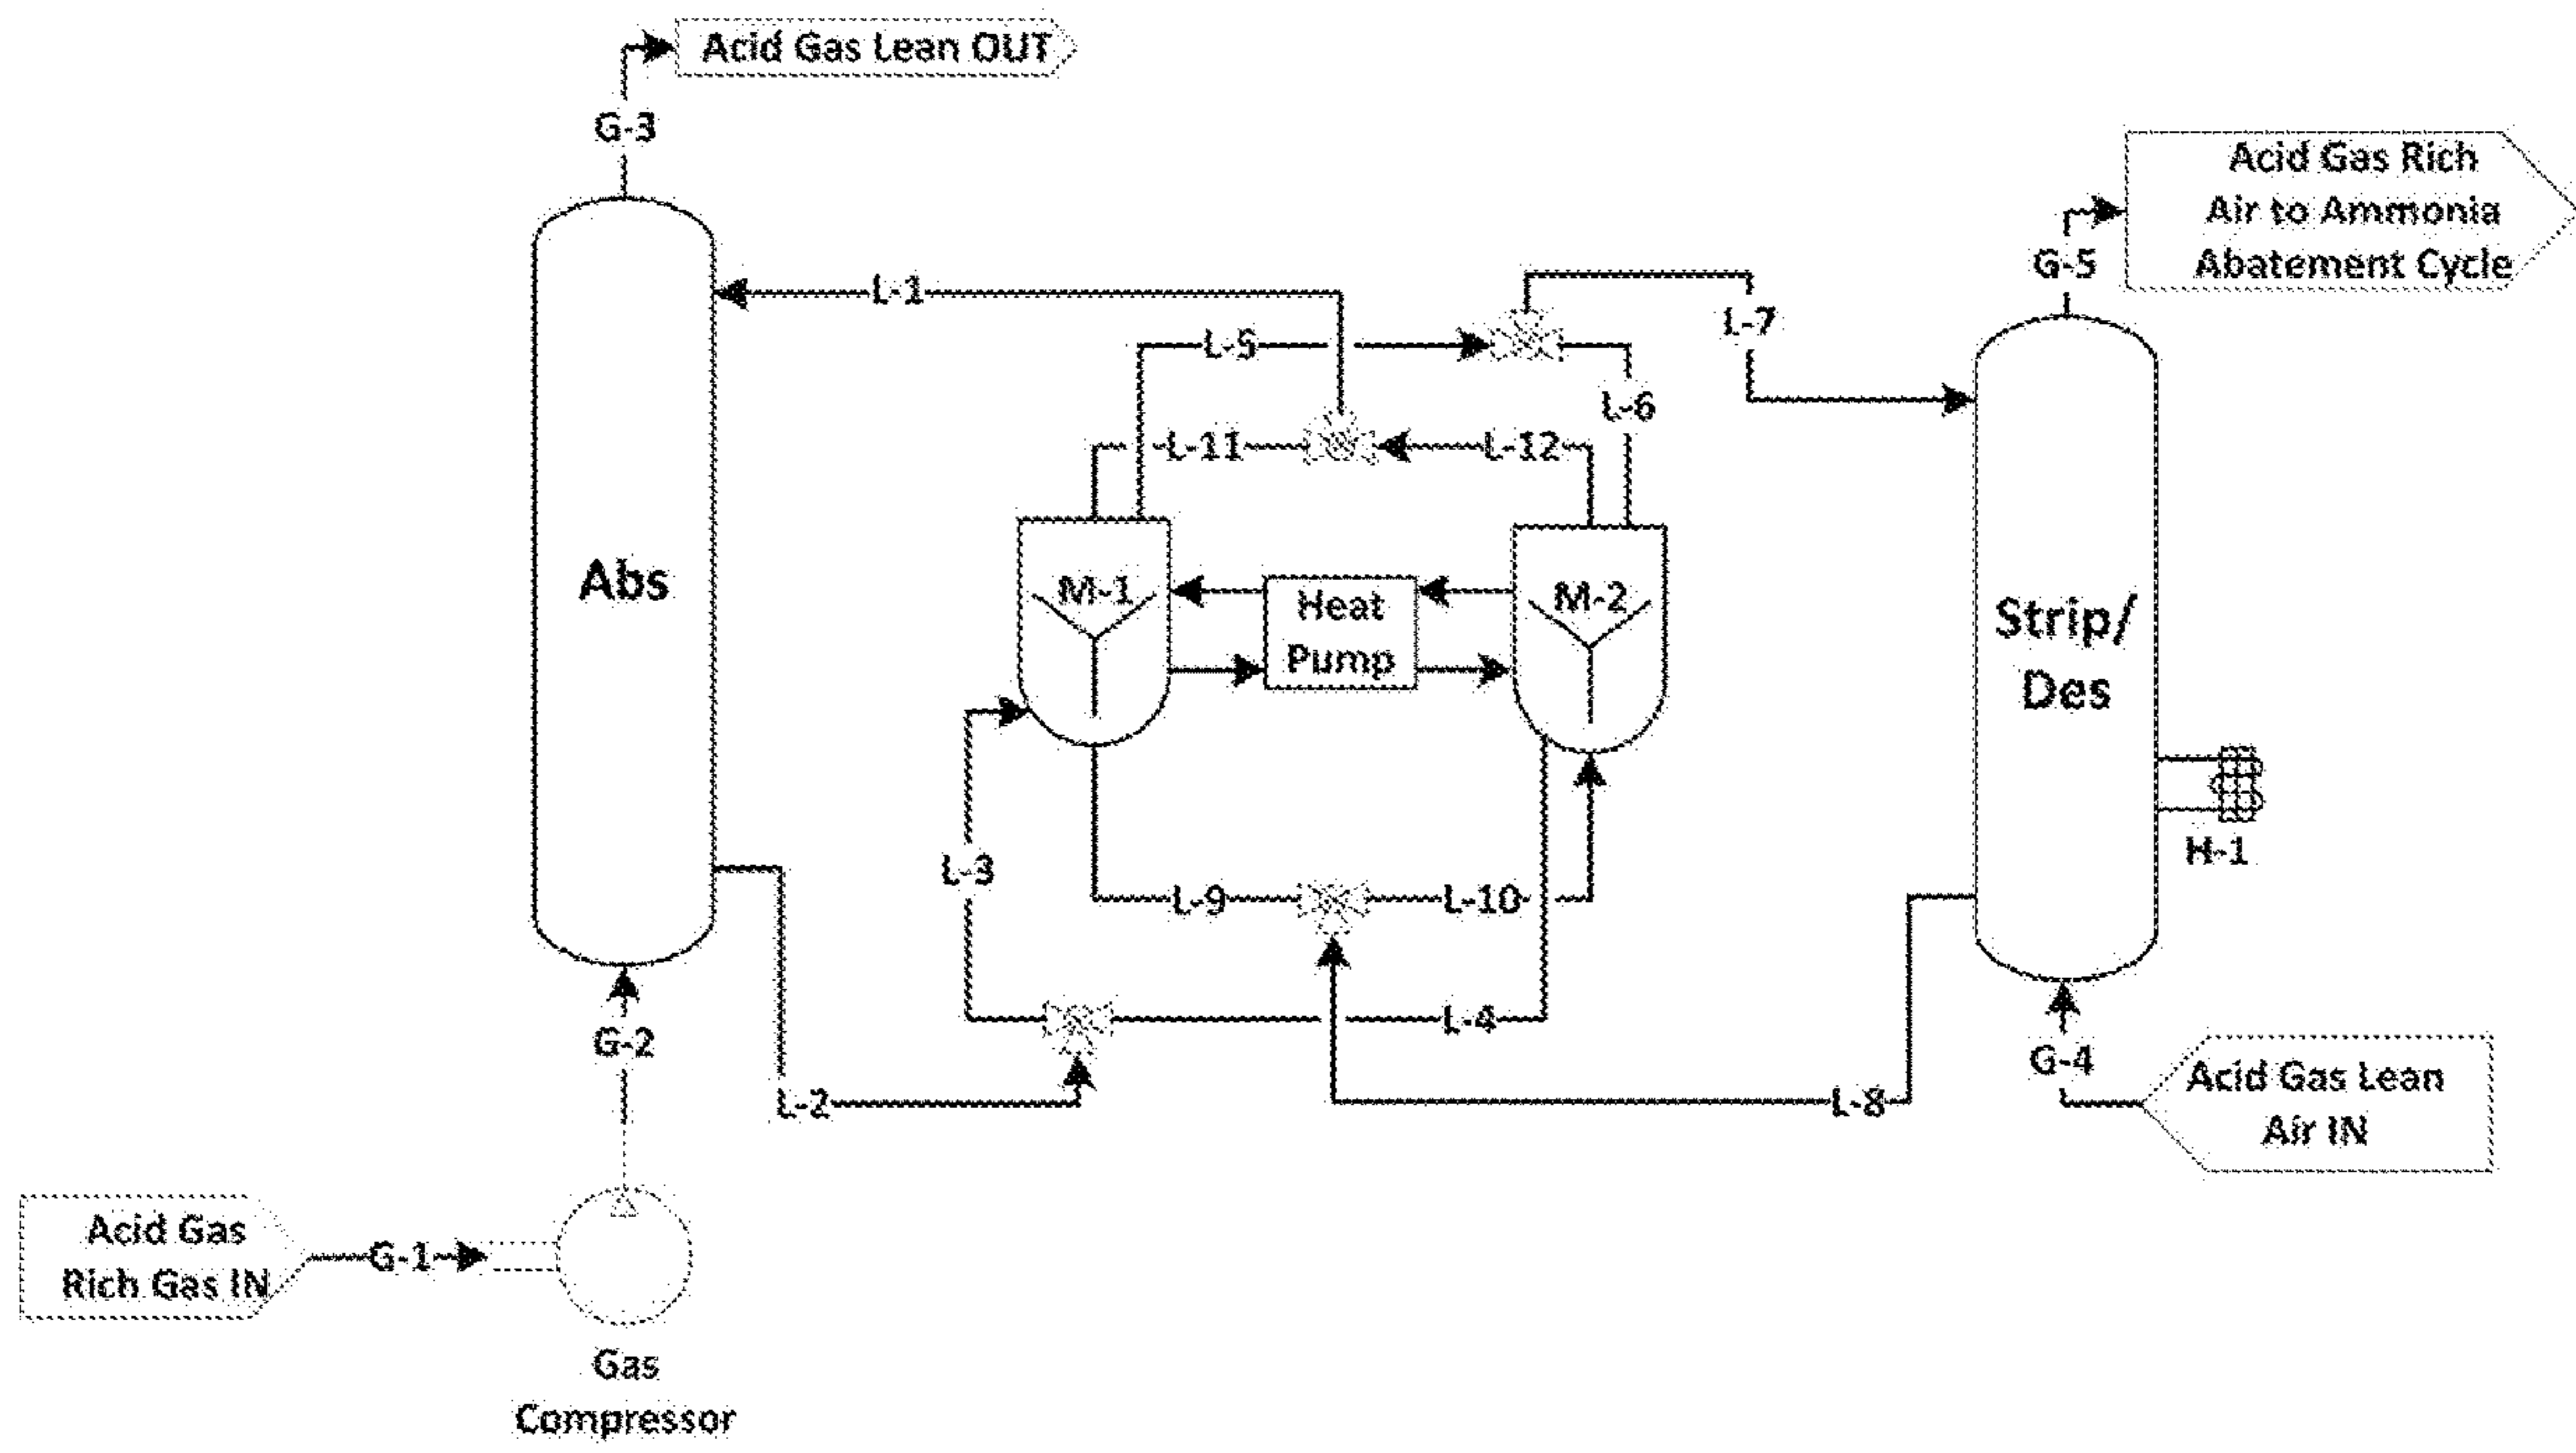 Acid Gas Lean OUT
G-3
Acid Gas Rich
Air to Ammonia
Abatement Cycle
G-5
L-1
L-7
L-5
L-6
L-11
L-12
Abs
M-1
Heat
Pump
M-2
Strip/
Des
H-1
L-3
L-9
L-10
G-2
L-4
G-4
Acid Gas Lean
Air IN
L-2
L-8
Acid Gas
Rich Gas IN
G-1
Gas
Compressor